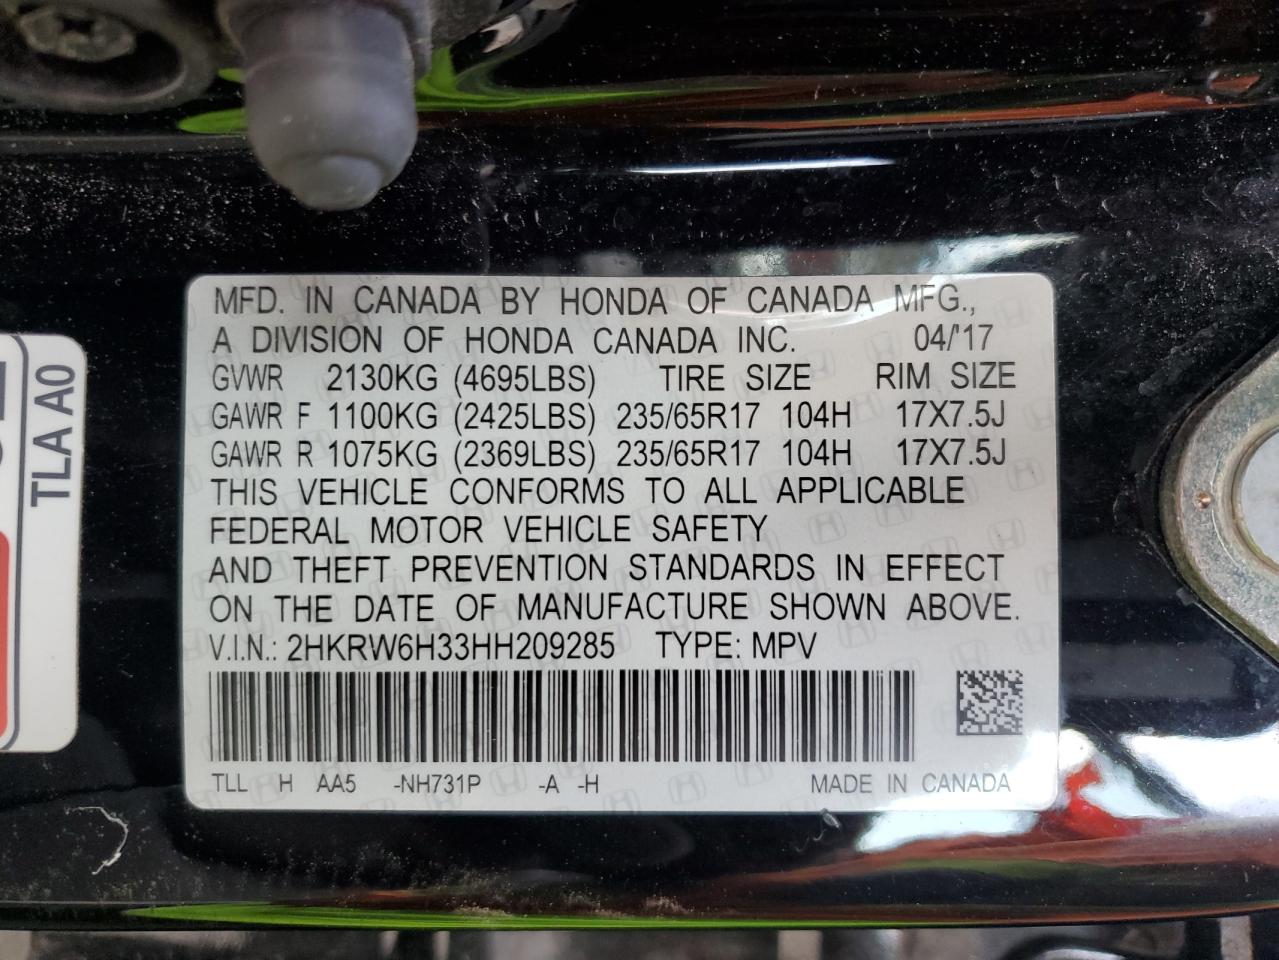 MFD. IN CANADA BY HONDA OF CANADA MFG.,
A DIVISION OF HONDA CANADA INC. 04/'17
GVWR 2130KG (4695LBS) TIRE SIZE RIM SIZE
GAWR F 1100KG (2425LBS) 235/65R17 104H 17X7.5J
GAWR R 1075KG (2369LBS) 235/65R17 104H 17X7.5J
THIS VEHICLE CONFORMS TO ALL APPLICABLE
FEDERAL MOTOR VEHICLE SAFETY
AND THEFT PREVENTION STANDARDS IN EFFECT
ON THE DATE OF MANUFACTURE SHOWN ABOVE.
V.I.N.: 2HKRW6H33HH209285 TYPE: MPV
TLL H AA5 -NH731P -A -H MADE IN CANADA
TLA A0